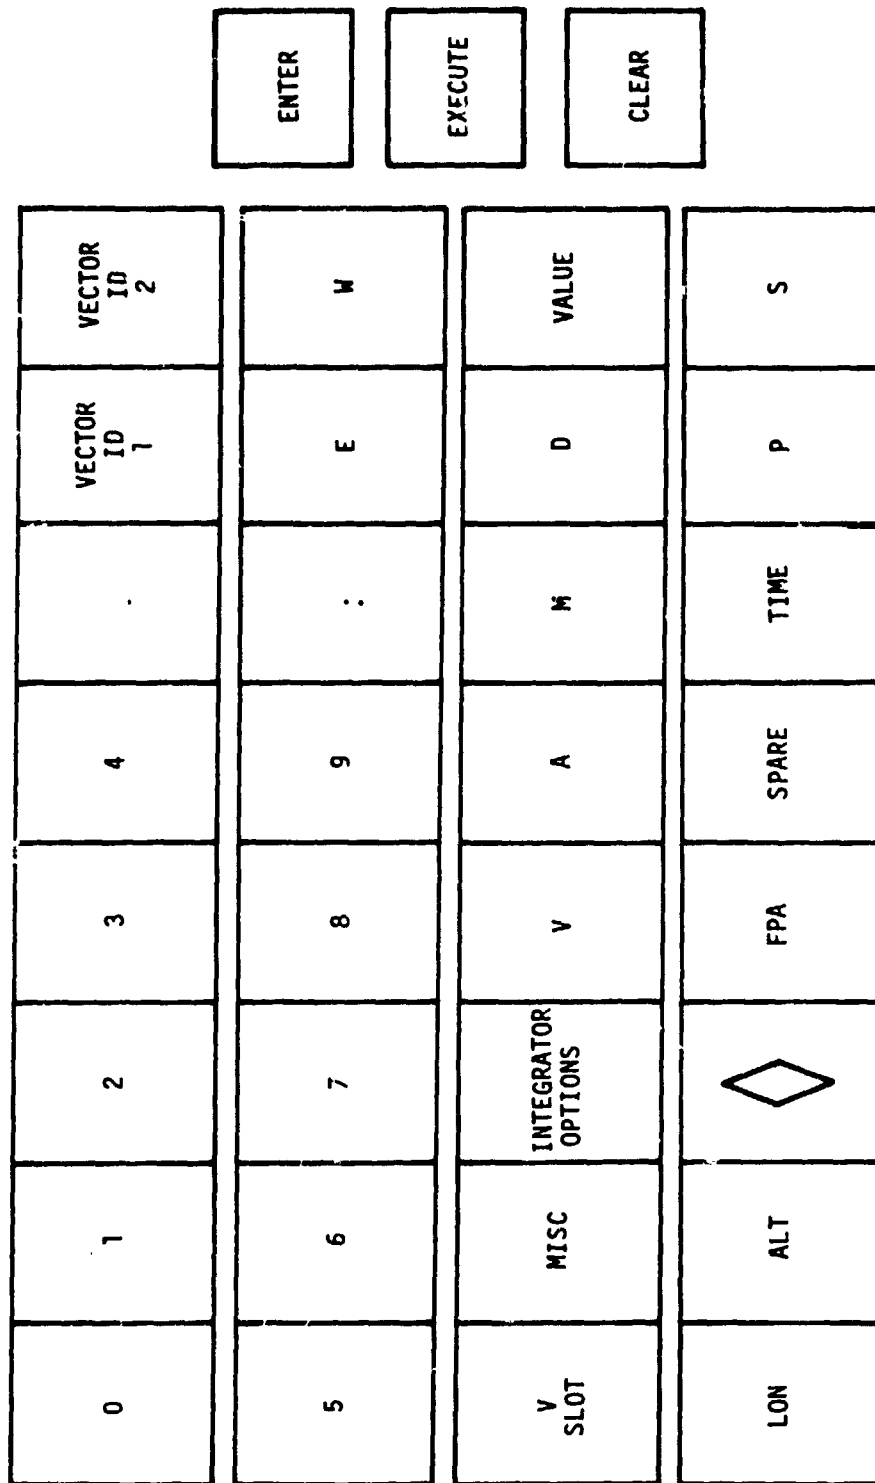 0
1
2
3
4
.
VECTOR
ID
1
VECTOR
ID
2
5
6
7
8
9
:
E
W
V
SLOT
MISC
INTEGRATOR
OPTIONS
V
A
M
D
VALUE
LON
ALT
FPA
SPARE
TIME
P
S
ENTER
EXECUTE
CLEAR